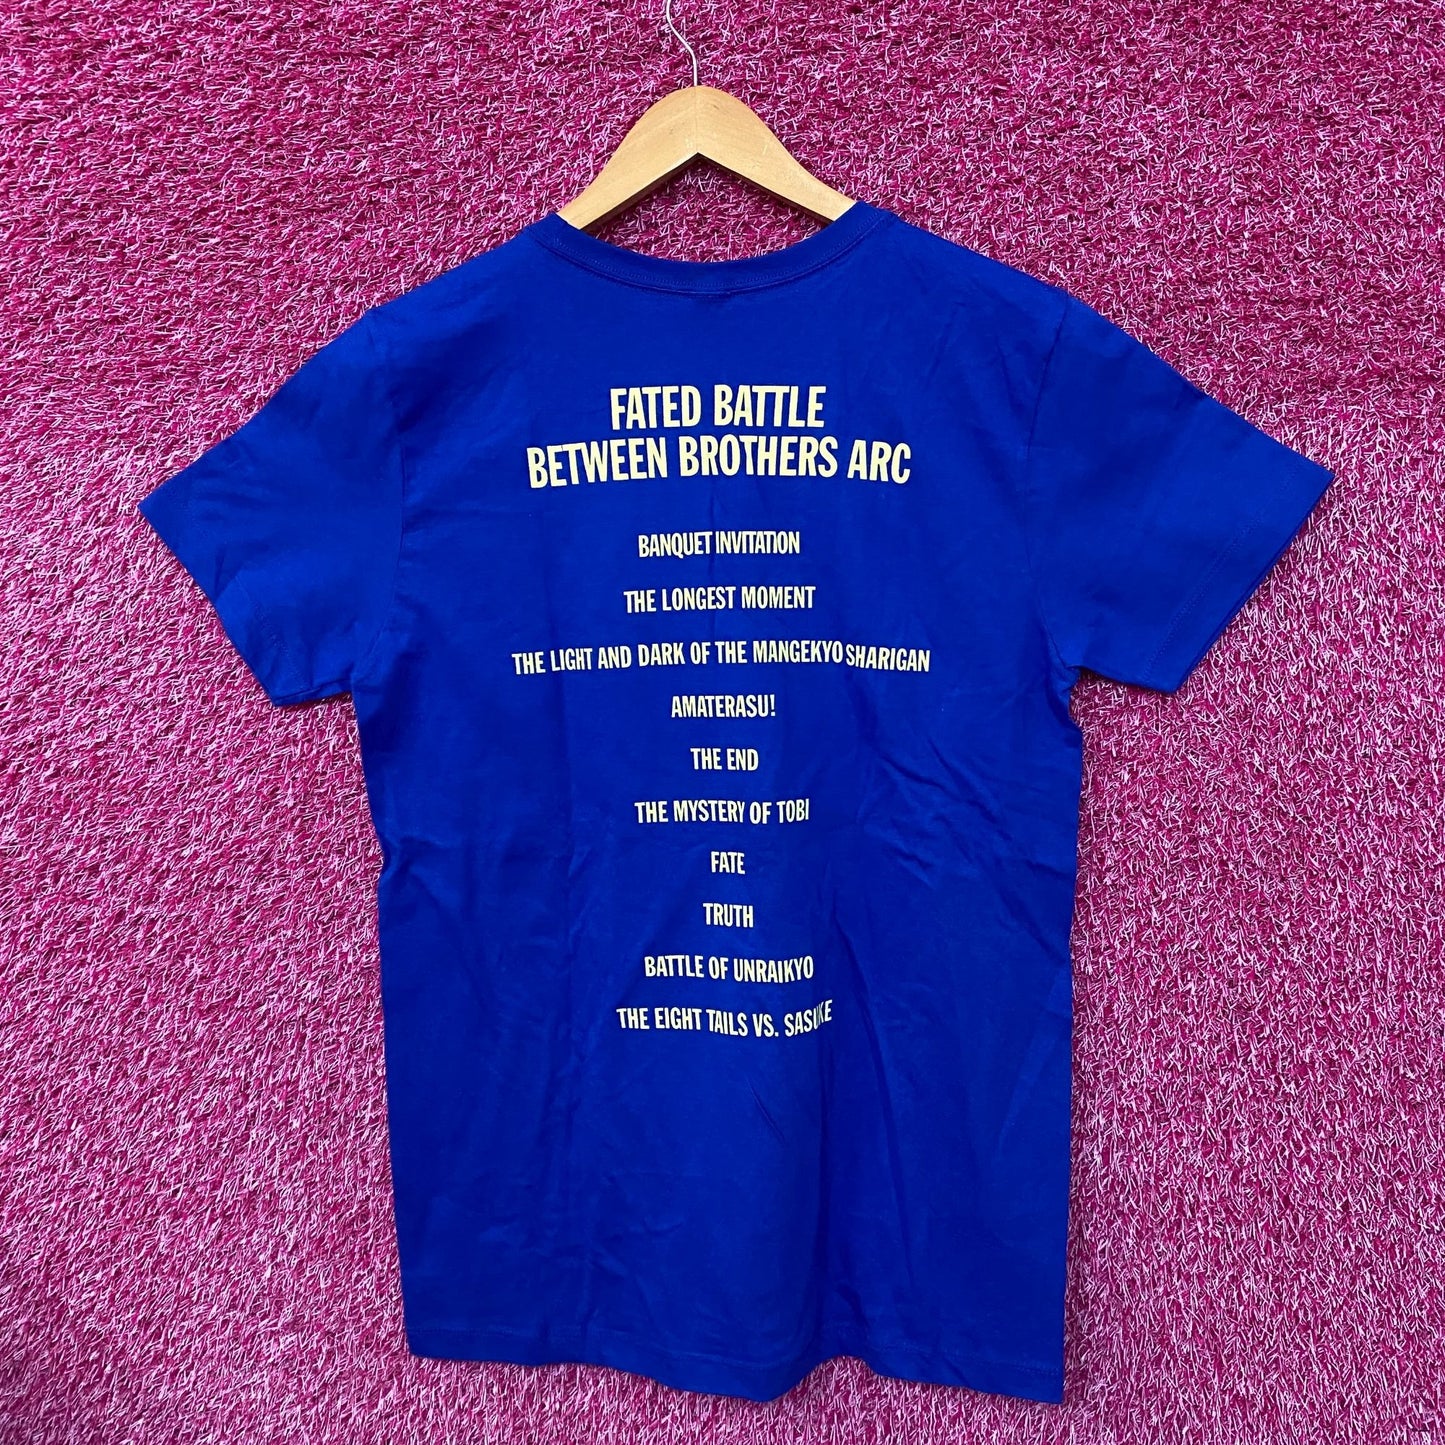 FATED BATTLE
BETWEEN BROTHERS ARC
BANQUET INVITATION
THE LONGEST MOMENT
THE LIGHT AND DARK OF THE MANGEKYO SHARIGAN
AMATERASU!
THE END
THE MYSTERY OF TOBI
FATE
TRUTH
BATTLE OF UNRAIKYO
THE EIGHT TAILS VS. SASUKE